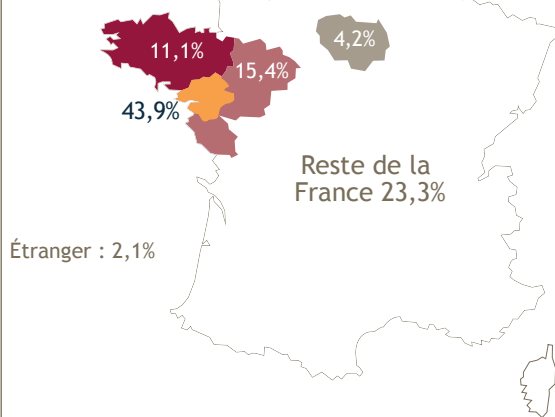 11,1%
4,2%
15,4%
43,9%
Reste de la
France 23,3%
Étranger : 2,1%